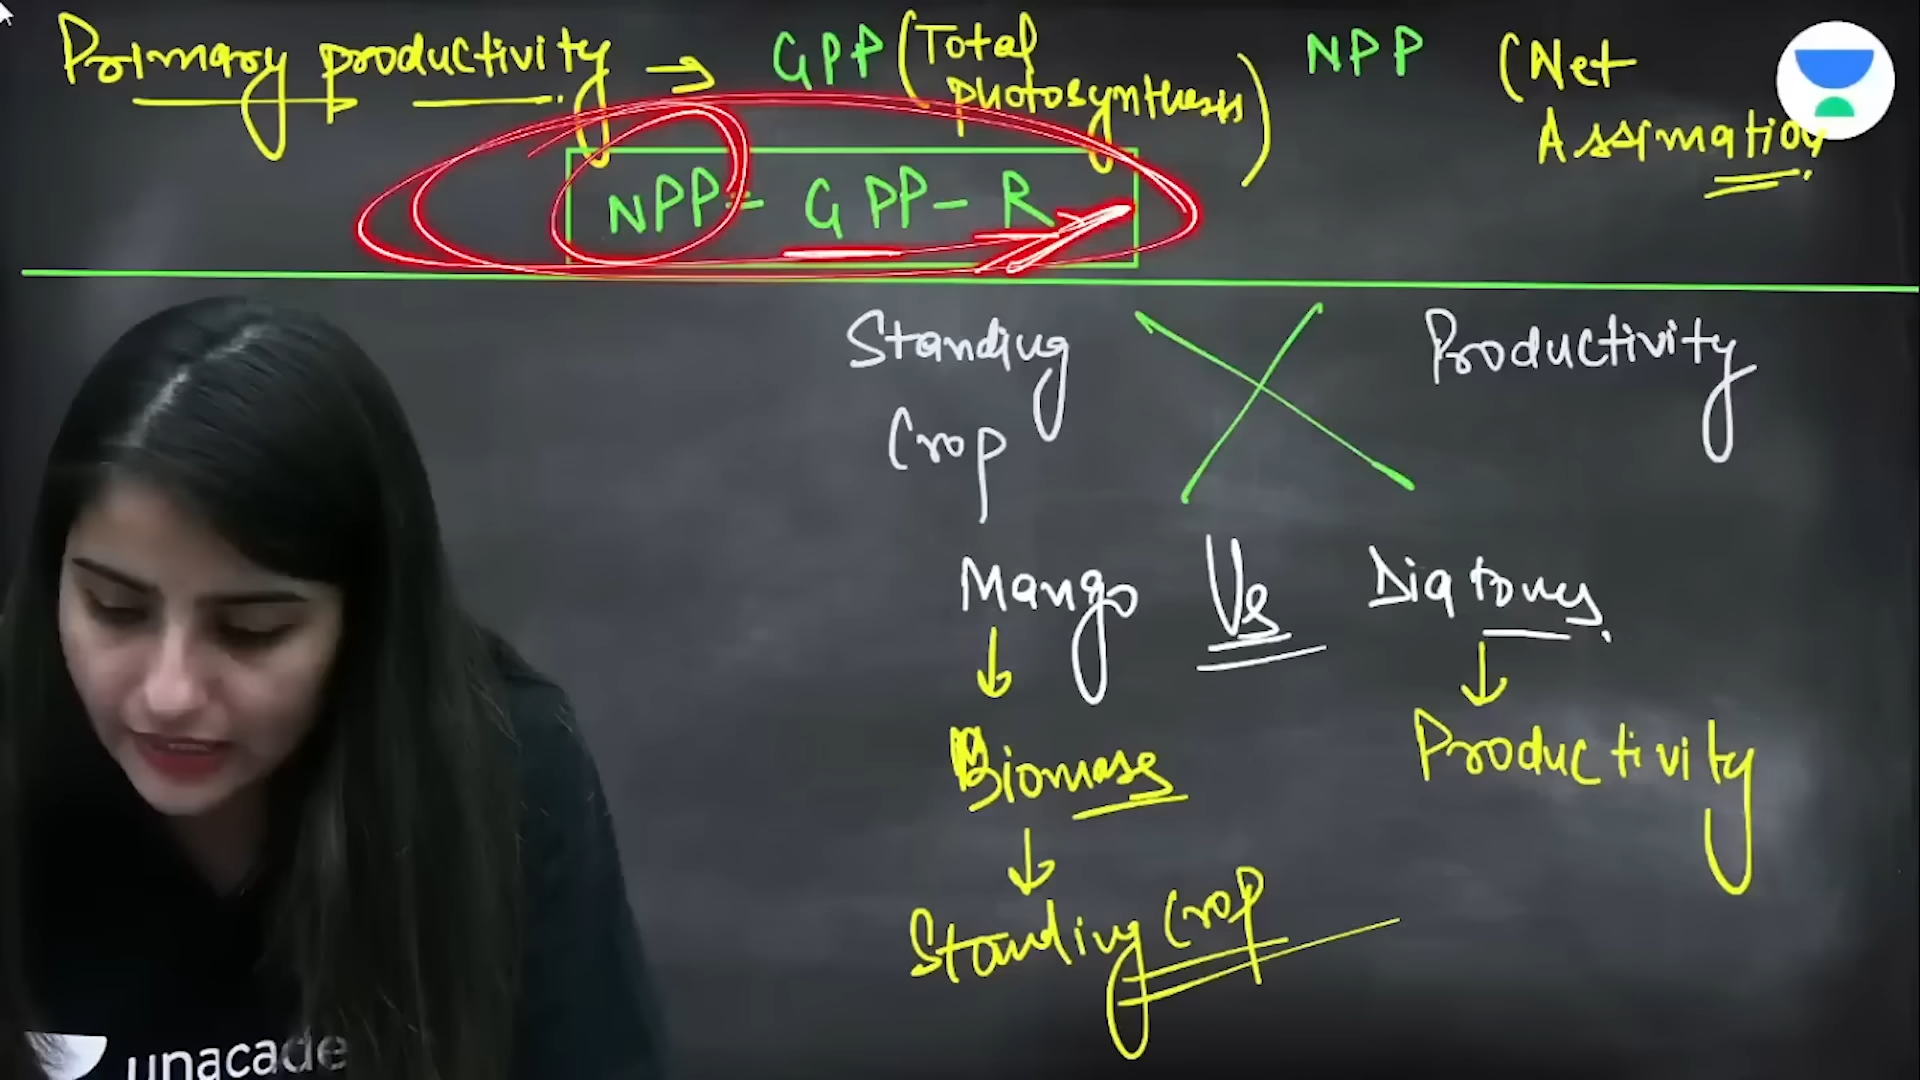 Primary productivity → GPP (Total photosynthesis) NPP (Net Assimation
NPP = GPP - R
Standing Crop Productivity
Mango Vs Diatoms.
↓ ↓
Biomass Productivity
↓
Standing Crop
unacade